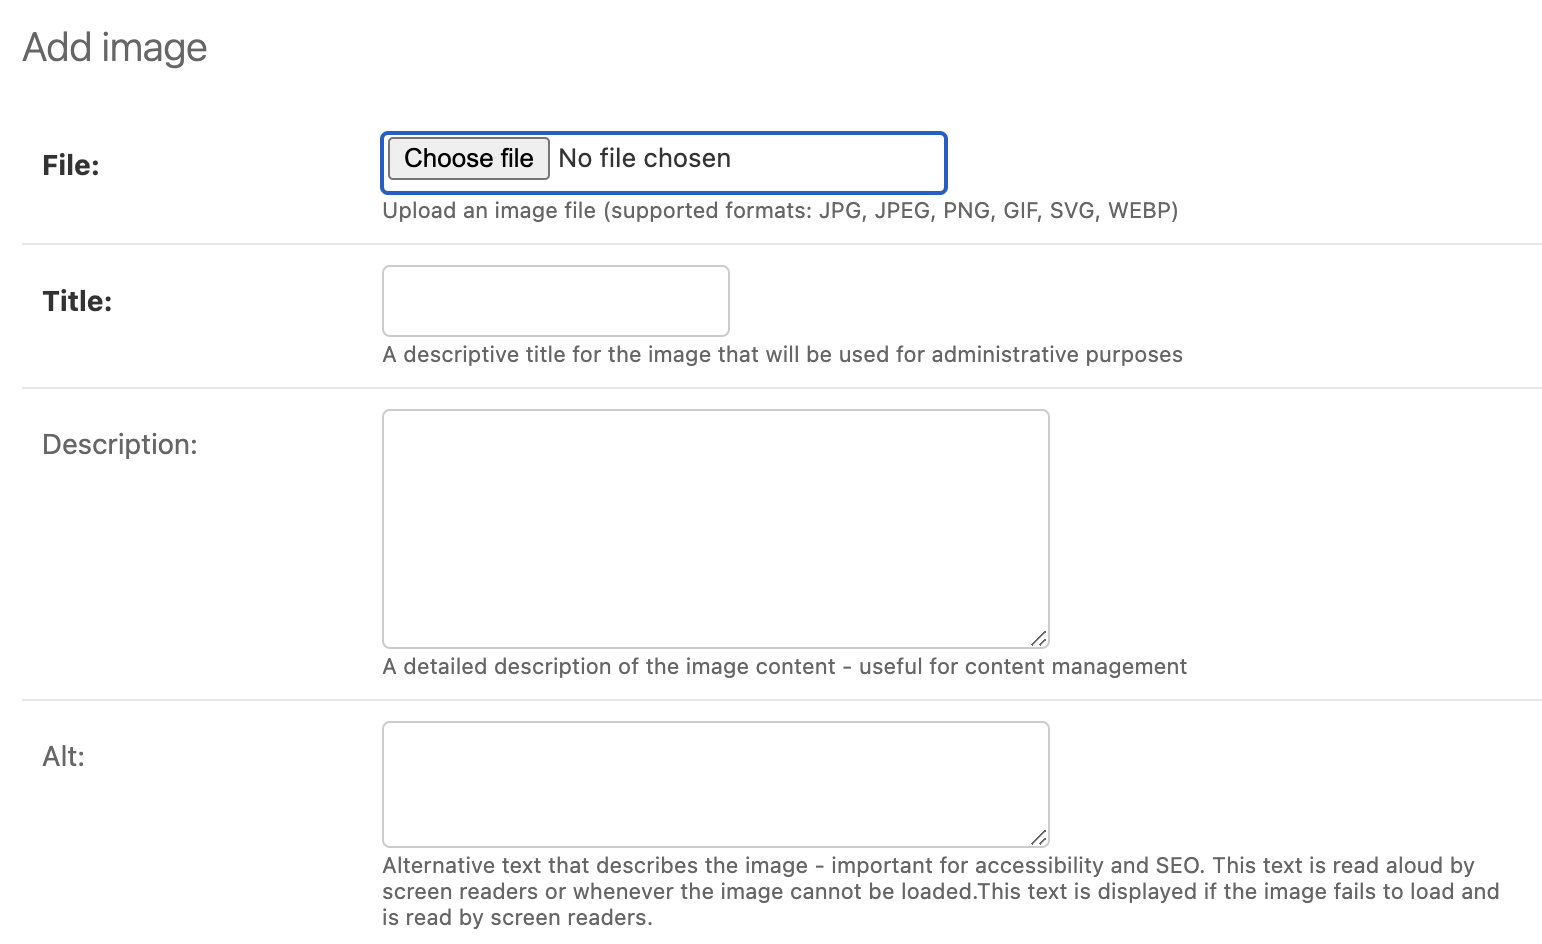 Add image
File:
Choose file No file chosen
Upload an image file (supported formats: JPG, JPEG, PNG, GIF, SVG, WEBP)
Title:
A descriptive title for the image that will be used for administrative purposes
Description:
A detailed description of the image content - useful for content management
Alt:
Alternative text that describes the image - important for accessibility and SEO. This text is read aloud by
screen readers or whenever the image cannot be loaded.This text is displayed if the image fails to load and
is read by screen readers.